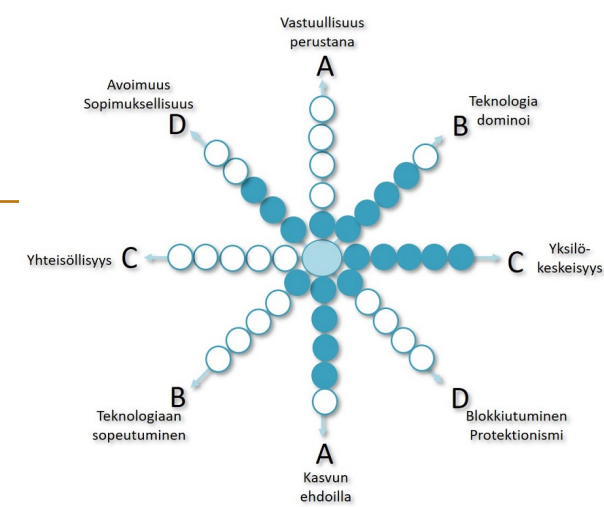 Vastuullisuus
perustana
A
Avoimuus
Sopimuksellisuus
D
Teknologia
dominoi
B
Yhteisöllisyys C
C Yksilö-
keskeisyys
B
Teknologiaan
sopeutuminen
D
Blokkiutuminen
Protektionismi
A
Kasvun
ehdoilla